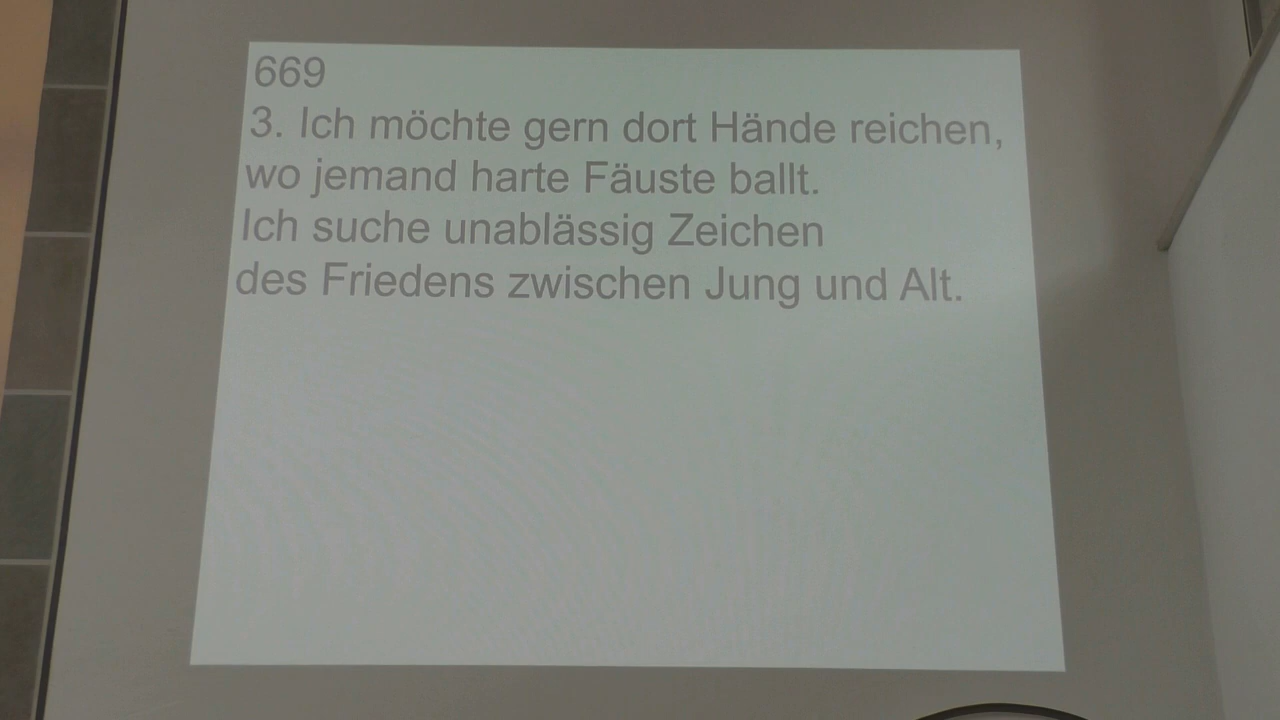 669
3. Ich möchte gern dort Hände reichen,
wo jemand harte Fäuste ballt.
Ich suche unablässig Zeichen
des Friedens zwischen Jung und Alt.